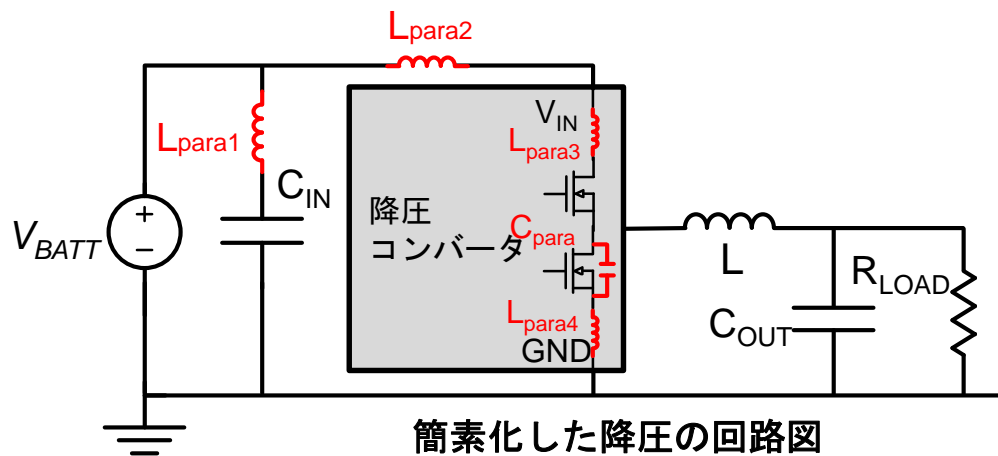 Lpara2
Lpara1
CIN
VBATT
+
−
VIN
Lpara3
降圧
コンバータ
Cpara
Lpara4
GND
L
COUT
RLOAD
簡素化した降圧の回路図